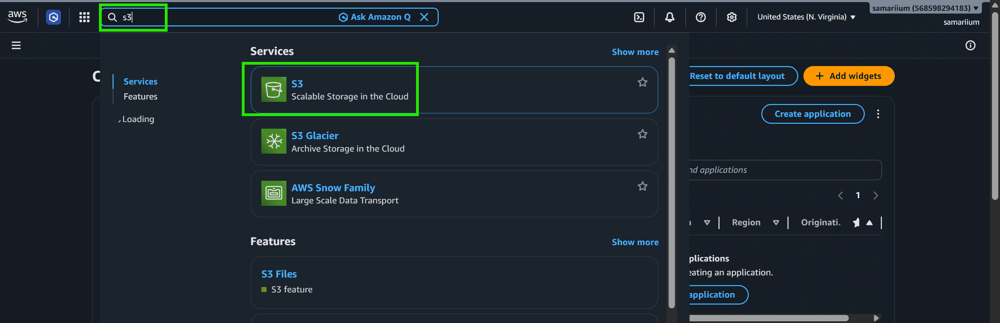 aws
s3
Ask Amazon Q
United States (N. Virginia)
samariium (568598294183)
samariium
Services
Features
Loading
Services
Show more
S3
Scalable Storage in the Cloud
S3 Glacier
Archive Storage in the Cloud
AWS Snow Family
Large Scale Data Transport
Features
Show more
S3 Files
S3 feature
C
Reset to default layout
+ Add widgets
Create application
nd applications
1
Region
Originati.
plications
eating an application.
application